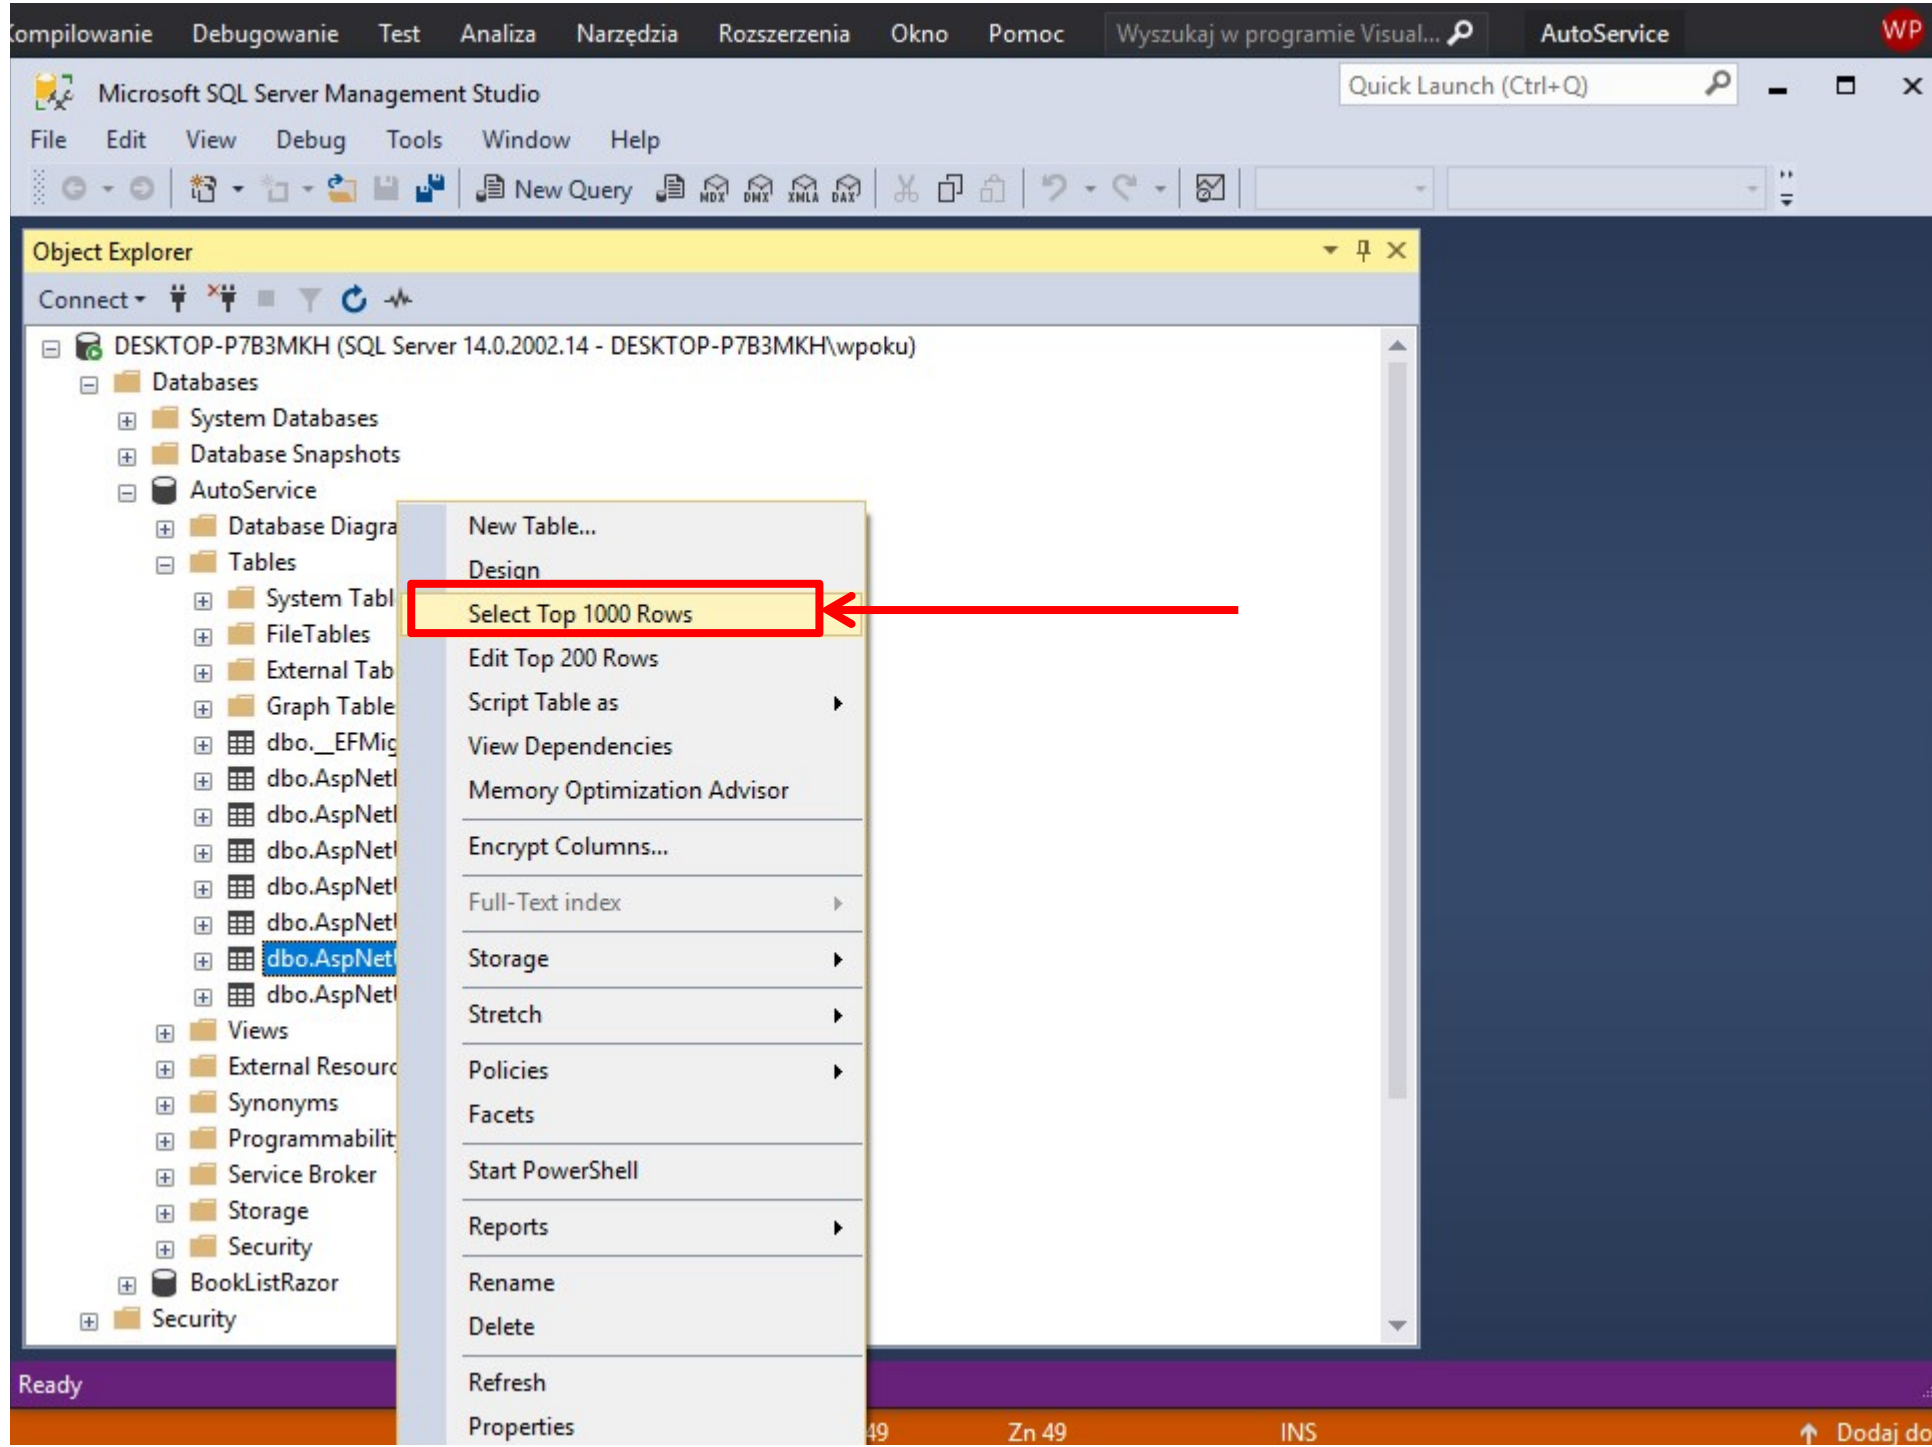 Kompilowanie Debugowanie Test Analiza Narzędzia Rozszerzenia Okno Pomoc Wyszukaj w programie Visual... AutoService WP
Microsoft SQL Server Management Studio Quick Launch (Ctrl+Q)
File Edit View Debug Tools Window Help
New Query MDX DMX XMLA DAX
Object Explorer
Connect
DESKTOP-P7B3MKH (SQL Server 14.0.2002.14 - DESKTOP-P7B3MKH\wpoku)
Databases
System Databases
Database Snapshots
AutoService
Database Diagra
Tables
System Tabl
FileTables
External Tab
Graph Table
dbo.__EFMig
dbo.AspNet
dbo.AspNet
dbo.AspNet
dbo.AspNet
dbo.AspNet
dbo.AspNet
dbo.AspNet
Views
External Resourc
Synonyms
Programmabilit
Service Broker
Storage
Security
BookListRazor
Security
New Table...
Design
Select Top 1000 Rows
Edit Top 200 Rows
Script Table as
View Dependencies
Memory Optimization Advisor
Encrypt Columns...
Full-Text index
Storage
Stretch
Policies
Facets
Start PowerShell
Reports
Rename
Delete
Refresh
Properties
Ready
49 Zn 49 INS Dodaj do